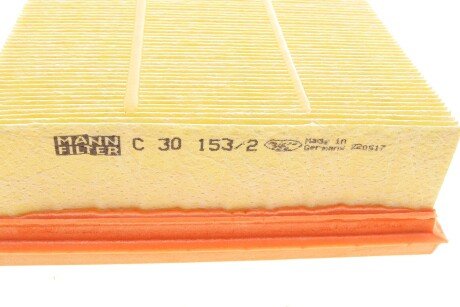 MANN
FILTER
C 30 153/2
Made in
Germany 220517